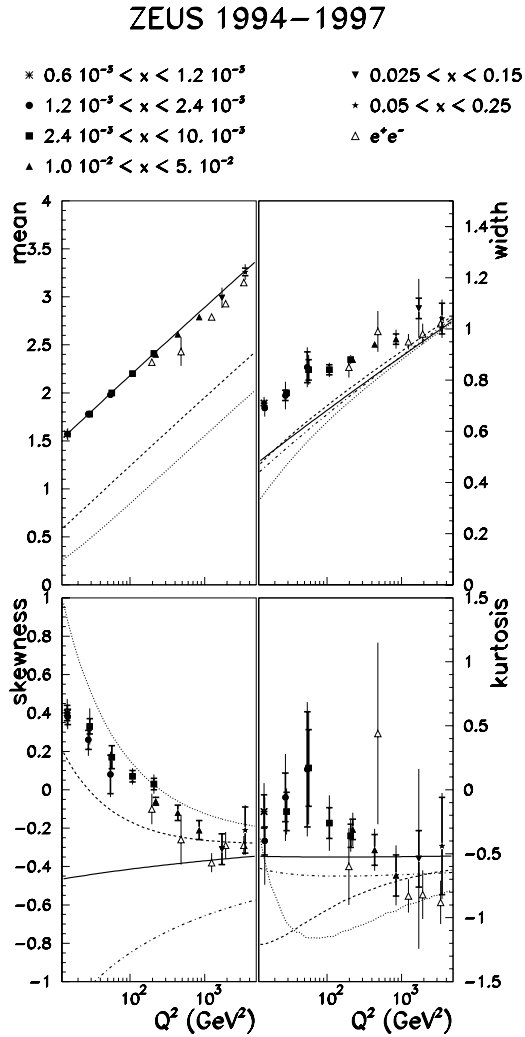 ZEUS 1994−1997
0.6 10⁻³ < x < 1.2 10⁻³
1.2 10⁻³ < x < 2.4 10⁻³
2.4 10⁻³ < x < 10. 10⁻³
1.0 10⁻² < x < 5. 10⁻²
0.025 < x < 0.15
0.05 < x < 0.25
e⁺e⁻
mean
4
3.5
3
2.5
2
1.5
1
0.5
0
width
1.4
1.2
1
0.8
0.6
0.4
0.2
0
skewness
1
0.8
0.6
0.4
0.2
0
−0.2
−0.4
−0.6
−0.8
−1
kurtosis
1.5
1
0.5
0
−0.5
−1
−1.5
10² 10³
Q² (GeV²)
10² 10³
Q² (GeV²)